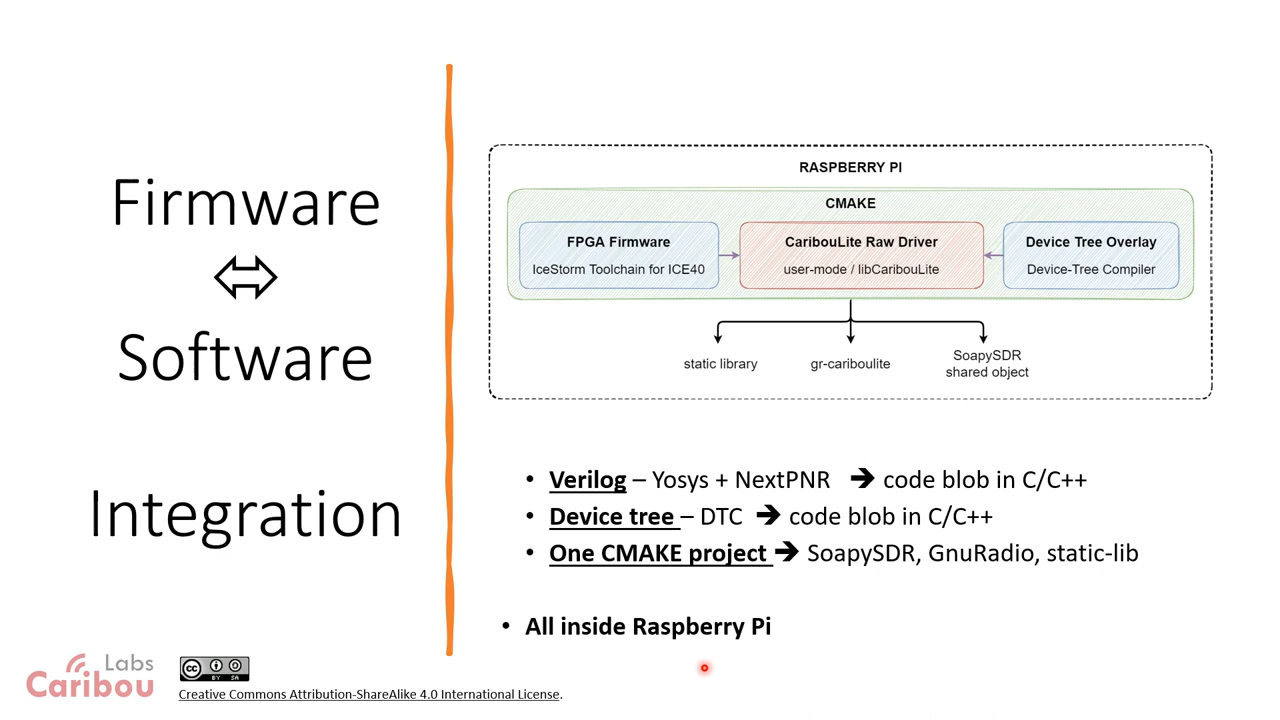 Firmware
⬄
Software
Integration
RASPBERRY PI
CMAKE
FPGA Firmware
IceStorm Toolchain for ICE40
CaribouLite Raw Driver
user-mode / libCaribouLite
Device Tree Overlay
Device-Tree Compiler
static library
gr-cariboulite
SoapySDR
shared object
• Verilog – Yosys + NextPNR ➔ code blob in C/C++
• Device tree – DTC ➔ code blob in C/C++
• One CMAKE project ➔ SoapySDR, GnuRadio, static-lib
• All inside Raspberry Pi
Labs
Caribou
cc BY SA
Creative Commons Attribution-ShareAlike 4.0 International License.